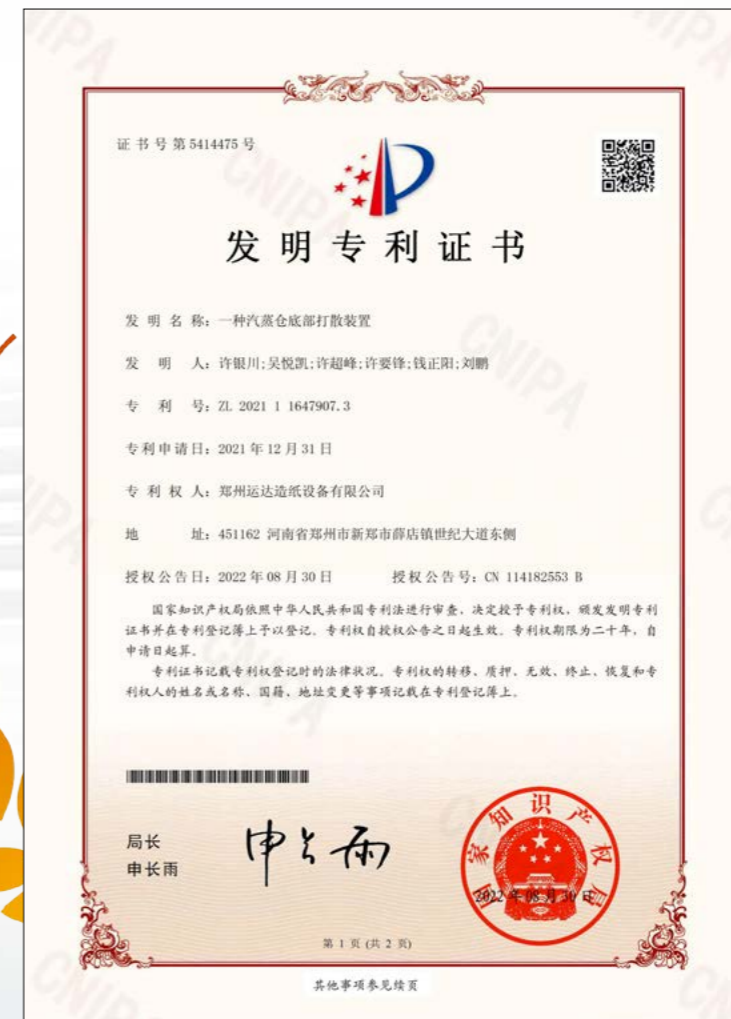 证书号第5414475号
发明专利证书
发 明 名 称：一种汽蒸仓底部打散装置
发 明 人：许银川;吴悦凯;许超峰;许要锋;钱正阳;刘鹏
专 利 号：ZL 2021 1 1647907.3
专利申请日：2021年12月31日
专 利 权 人：郑州运达造纸设备有限公司
地 址：451162 河南省郑州市新郑市薛店镇世纪大道东侧
授权公告日：2022年08月30日 授权公告号：CN 114182553 B
国家知识产权局依照中华人民共和国专利法进行审查，决定授予专利权，颁发发明专利
证书并在专利登记簿上予以登记。专利权自授权公告之日起生效。专利权期限为二十年，自
申请日起算。
专利证书记载专利权登记时的法律状况。专利权的转移、质押、无效、终止、恢复和专
利权人的姓名或名称、国籍、地址变更等事项记载在专利登记簿上。
局长
申长雨
申长雨
国家知识产权局
2022年08月30日
第 1 页 (共 2 页)
其他事项参见续页
CNIPA